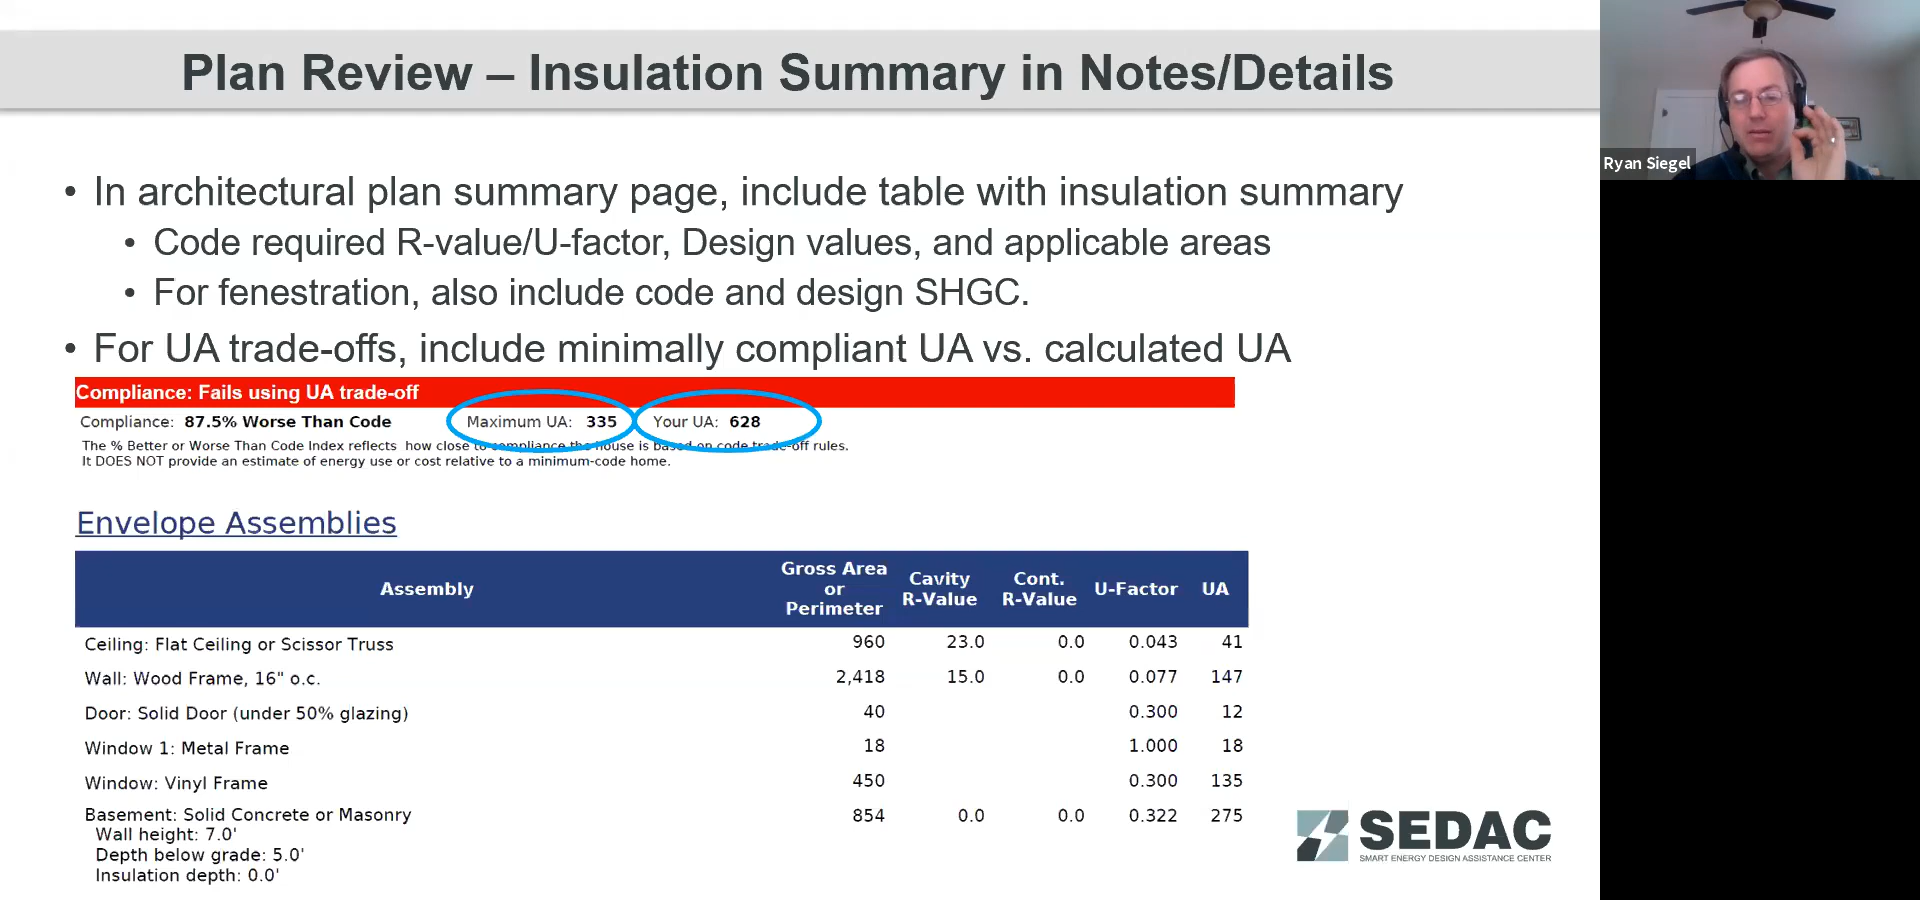 Plan Review – Insulation Summary in Notes/Details
Ryan Siegel
• In architectural plan summary page, include table with insulation summary
• Code required R-value/U-factor, Design values, and applicable areas
• For fenestration, also include code and design SHGC.
• For UA trade-offs, include minimally compliant UA vs. calculated UA
Compliance: Fails using UA trade-off
Compliance: 87.5% Worse Than Code Maximum UA: 335 Your UA: 628
The % Better or Worse Than Code Index reflects how close to compliance the house is based on code trade-off rules.
It DOES NOT provide an estimate of energy use or cost relative to a minimum-code home.
Envelope Assemblies
Assembly Gross Area or Perimeter Cavity R-Value Cont. R-Value U-Factor UA
Ceiling: Flat Ceiling or Scissor Truss 960 23.0 0.0 0.043 41
Wall: Wood Frame, 16" o.c. 2,418 15.0 0.0 0.077 147
Door: Solid Door (under 50% glazing) 40 0.300 12
Window 1: Metal Frame 18 1.000 18
Window: Vinyl Frame 450 0.300 135
Basement: Solid Concrete or Masonry 854 0.0 0.0 0.322 275
Wall height: 7.0'
Depth below grade: 5.0'
Insulation depth: 0.0'
SEDAC
SMART ENERGY DESIGN ASSISTANCE CENTER